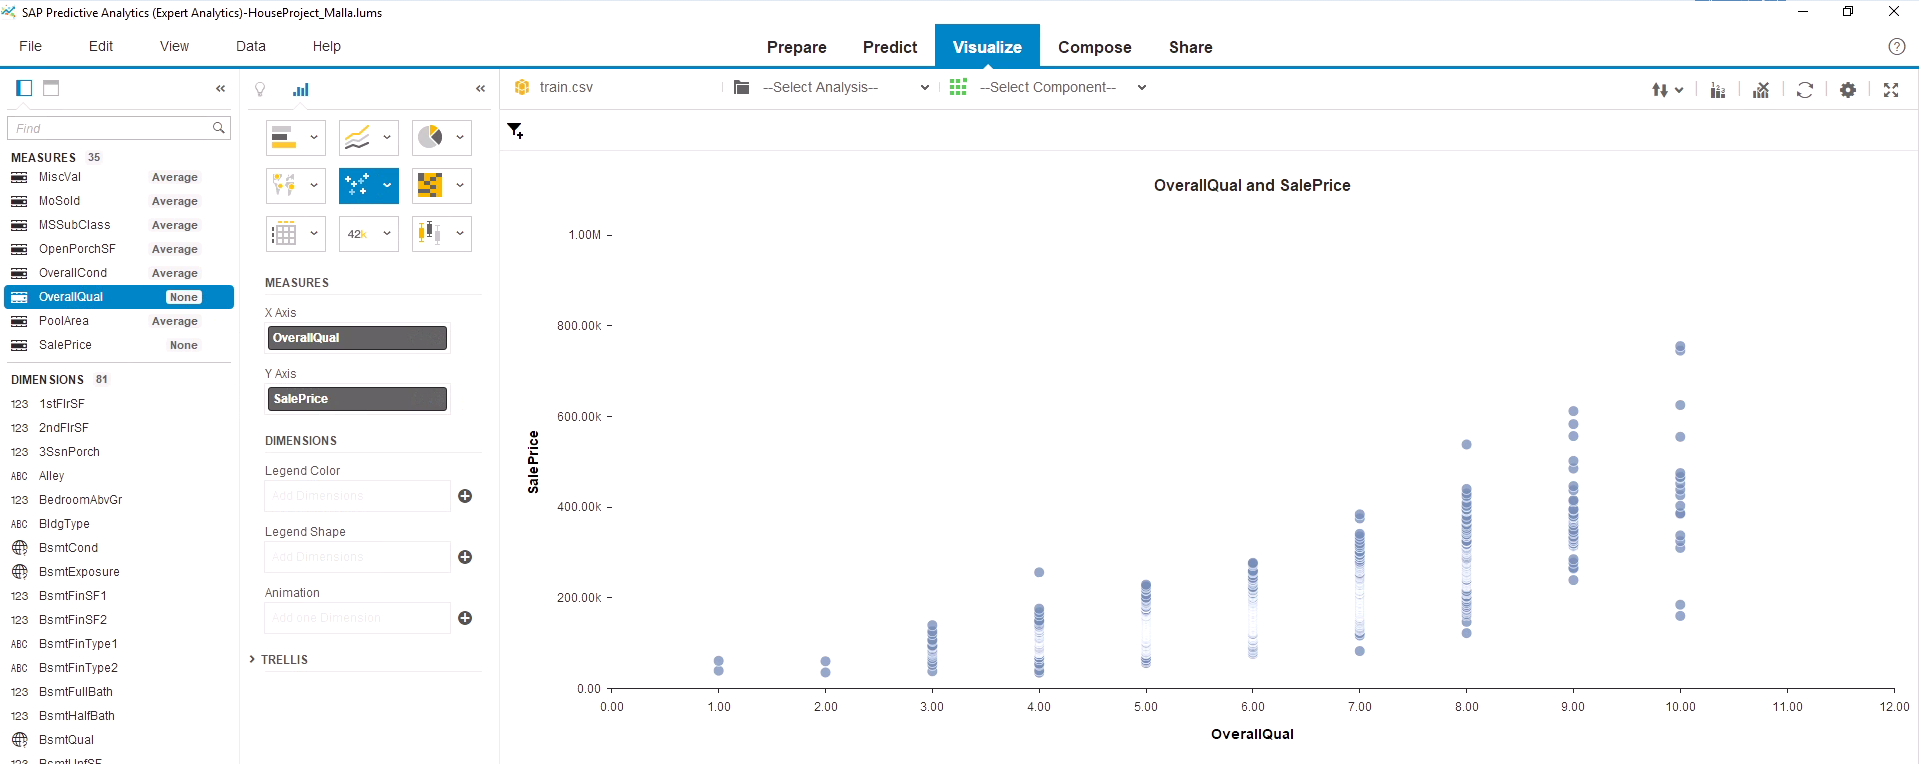 SAP Predictive Analytics (Expert Analytics)-HouseProject_Malla.lums
File Edit View Data Help
Prepare Predict Visualize Compose Share
train.csv --Select Analysis-- --Select Component--
Find
MEASURES 35
MiscVal Average
MoSold Average
MSSubClass Average
OpenPorchSF Average
OverallCond Average
OverallQual None
PoolArea Average
SalePrice None
DIMENSIONS 81
123 1stFlrSF
123 2ndFlrSF
123 3SsnPorch
ABC Alley
123 BedroomAbvGr
ABC BldgType
BsmtCond
BsmtExposure
123 BsmtFinSF1
123 BsmtFinSF2
ABC BsmtFinType1
ABC BsmtFinType2
123 BsmtFullBath
123 BsmtHalfBath
BsmtQual
123 BsmtUnfSF
42k
MEASURES
X Axis
OverallQual
Y Axis
SalePrice
DIMENSIONS
Legend Color
Add Dimensions
Legend Shape
Add Dimensions
Animation
Add one Dimension
TRELLIS
OverallQual and SalePrice
SalePrice
1.00M
800.00k
600.00k
400.00k
200.00k
0.00
0.00 1.00 2.00 3.00 4.00 5.00 6.00 7.00 8.00 9.00 10.00 11.00 12.00
OverallQual